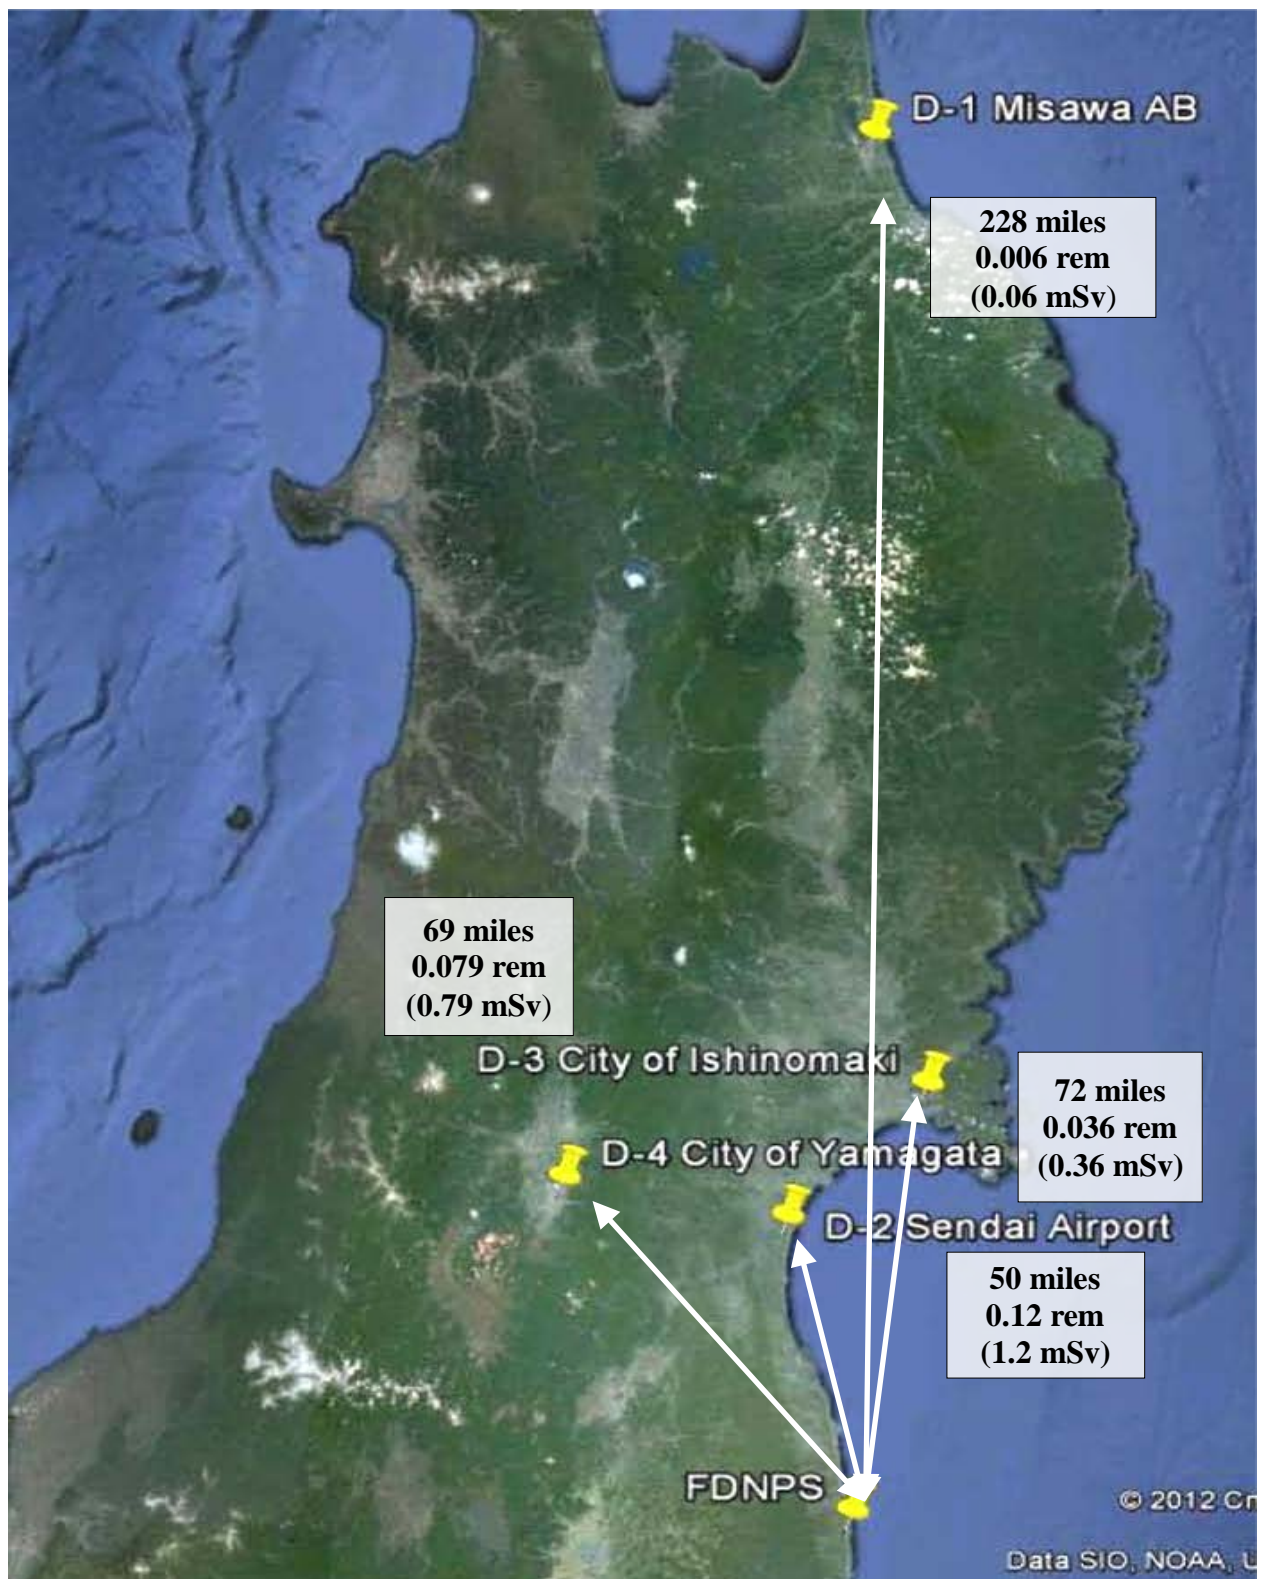 D-1 Misawa AB
228 miles
0.006 rem
(0.06 mSv)
69 miles
0.079 rem
(0.79 mSv)
D-3 City of Ishinomaki
72 miles
0.036 rem
(0.36 mSv)
D-4 City of Yamagata
D-2 Sendai Airport
50 miles
0.12 rem
(1.2 mSv)
FDNPS
© 2012 Cn
Data SIO, NOAA, U